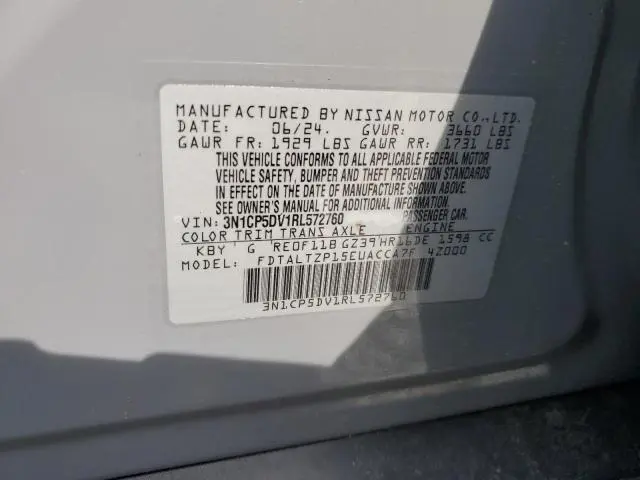 MANUFACTURED BY NISSAN MOTOR CO.,LTD.
DATE: 06/24. GVWR: 3660 LBS
GAWR FR: 1929 LBS GAWR RR: 1731 LBS
THIS VEHICLE CONFORMS TO ALL APPLICABLE FEDERAL MOTOR
VEHICLE SAFETY, BUMPER AND THEFT PREVENTION STANDARDS
IN EFFECT ON THE DATE OF MANUFACTURE SHOWN ABOVE.
SEE OWNER'S MANUAL FOR ADDITIONAL INFORMATION.
VIN: 3N1CP5DV1RL572760 PASSENGER CAR.
COLOR TRIM TRANS AXLE ENGINE
KBY G RE0F11B GZ39 HR16DE 1598 CC
MODEL: FDTALTZP15EUACCA7F 4Z000
3N1CP5DV1RL572760